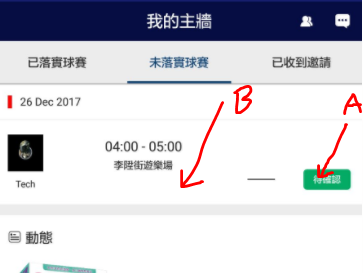 我的主牆
已落實球賽 未落實球賽 已收到邀請
26 Dec 2017
B
A
04:00 - 05:00
李陞街遊樂場
Tech
待確認
動態